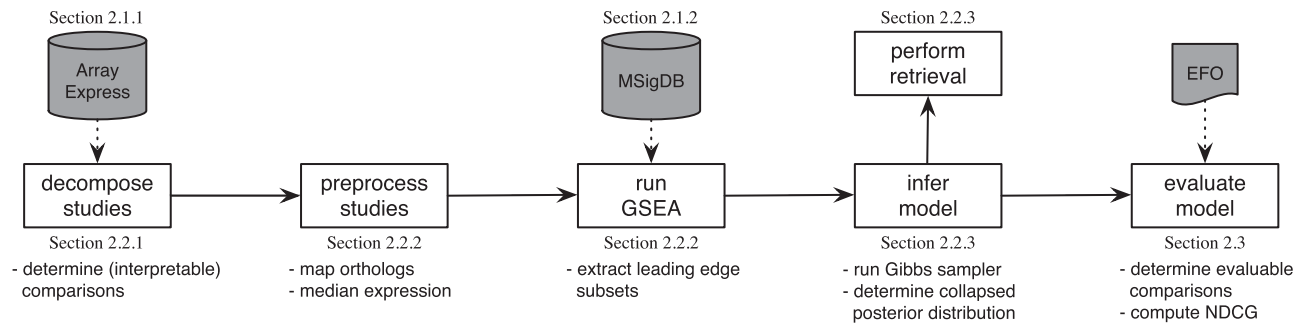 Section 2.1.1
Array
Express
decompose
studies
Section 2.2.1
- determine (interpretable)
comparisons
preprocess
studies
Section 2.2.2
- map orthologs
- median expression
Section 2.1.2
MSigDB
run
GSEA
Section 2.2.2
- extract leading edge
subsets
Section 2.2.3
perform
retrieval
infer
model
Section 2.2.3
- run Gibbs sampler
- determine collapsed
posterior distribution
EFO
evaluate
model
Section 2.3
- determine evaluable
comparisons
- compute NDCG